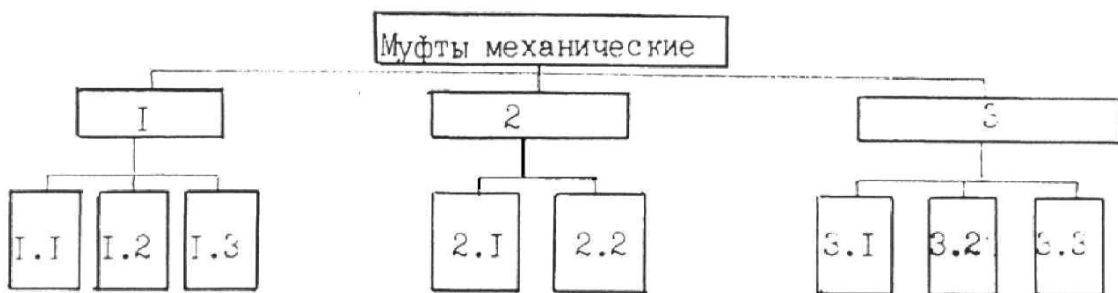 Муфты механические
I 2 3
I.I I.2 I.3 2.I 2.2 3.I 3.2 3.3